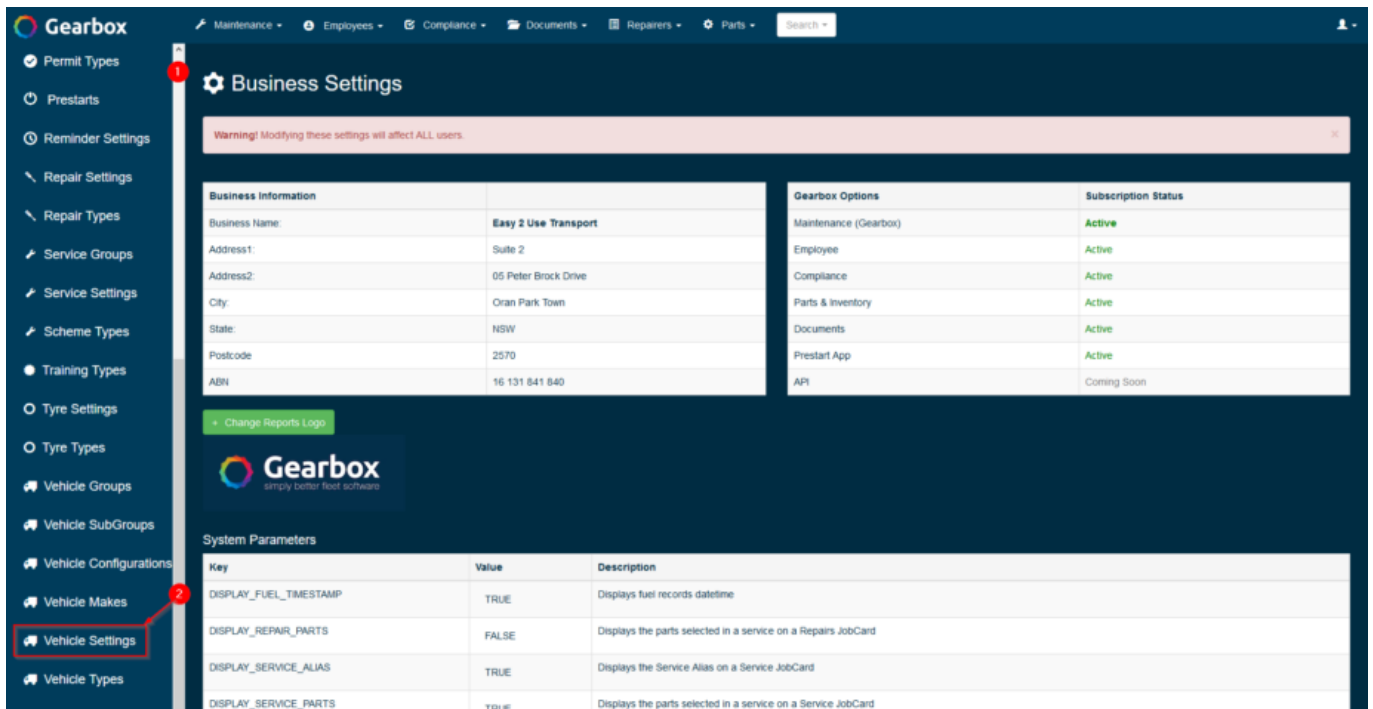 Gearbox
Maintenance
Employees
Compliance
Documents
Repairers
Parts
Search
Permit Types
1
Prestarts
Reminder Settings
Repair Settings
Repair Types
Service Groups
Service Settings
Scheme Types
Training Types
Tyre Settings
Tyre Types
Vehicle Groups
Vehicle SubGroups
Vehicle Configurations
Vehicle Makes
2
Vehicle Settings
Vehicle Types
Business Settings
Warning! Modifying these settings will affect ALL users. ×
Business Information
Business Name: Easy 2 Use Transport
Address1: Suite 2
Address2: 05 Peter Brock Drive
City: Oran Park Town
State: NSW
Postcode 2570
ABN 16 131 841 840
Gearbox Options Subscription Status
Maintenance (Gearbox) Active
Employee Active
Compliance Active
Parts & Inventory Active
Documents Active
Prestart App Active
API Coming Soon
+ Change Reports Logo
Gearbox
simply better fleet software
System Parameters
Key Value Description
DISPLAY_FUEL_TIMESTAMP TRUE Displays fuel records datetime
DISPLAY_REPAIR_PARTS FALSE Displays the parts selected in a service on a Repairs JobCard
DISPLAY_SERVICE_ALIAS TRUE Displays the Service Alias on a Service JobCard
DISPLAY_SERVICE_PARTS TRUE Displays the parts selected in a service on a Service JobCard